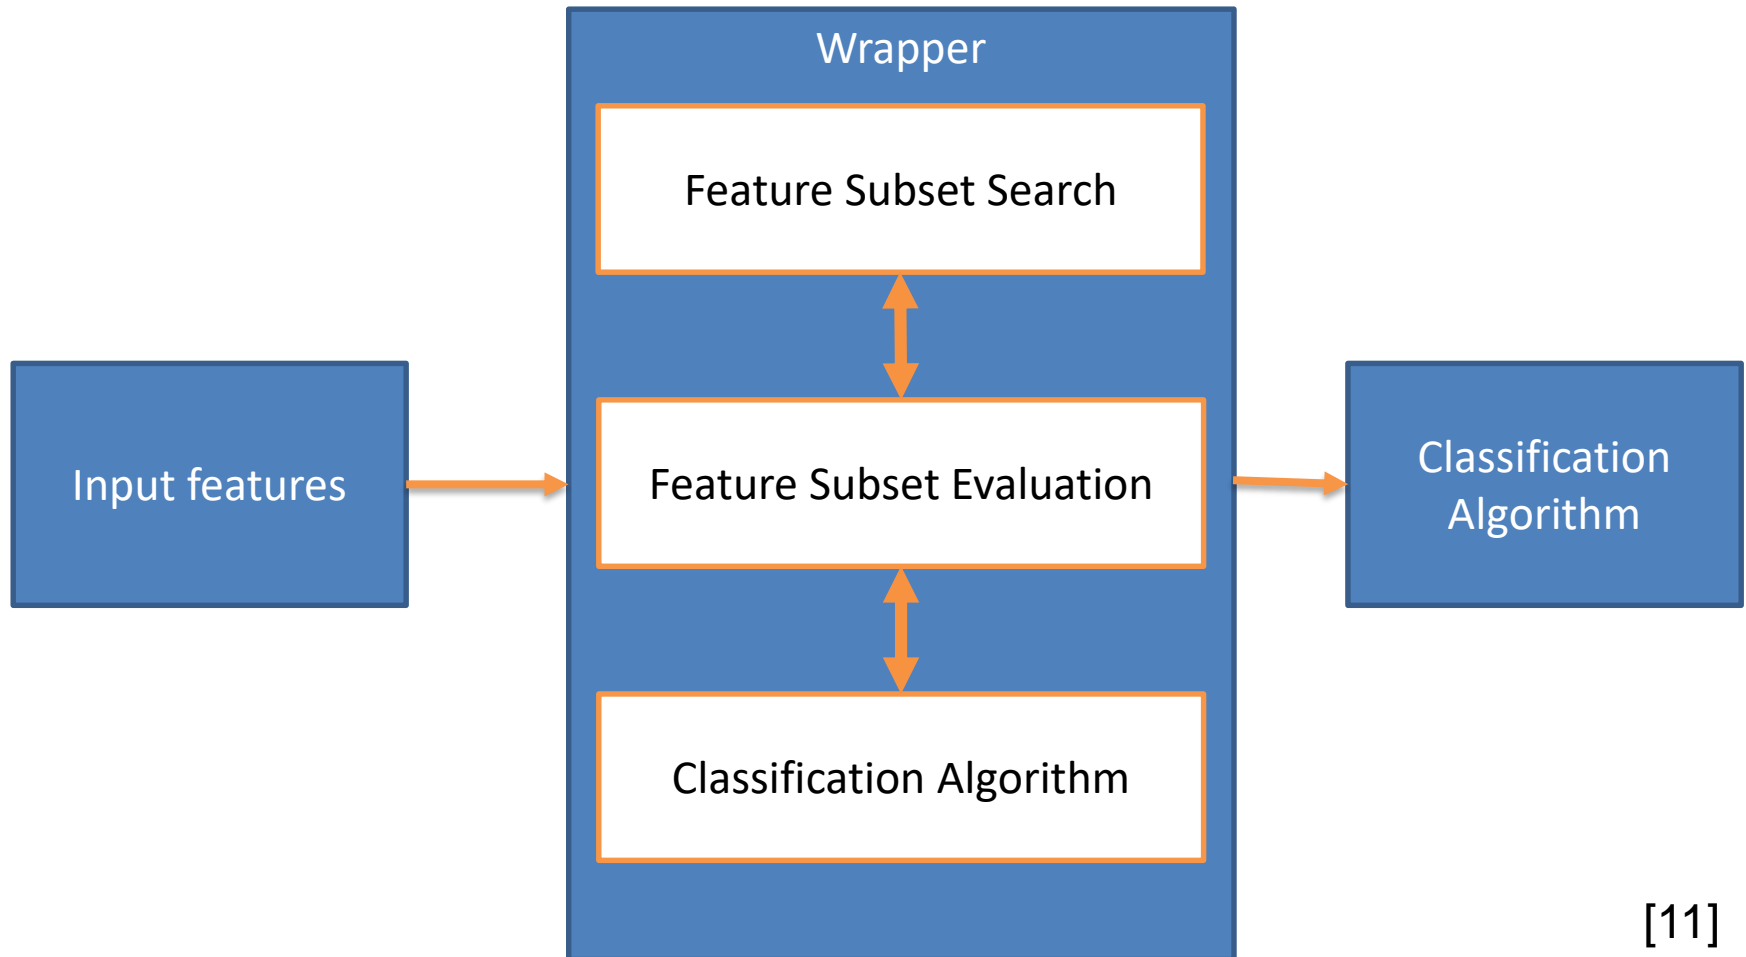 Wrapper
Feature Subset Search
Input features
Feature Subset Evaluation
Classification
Algorithm
Classification Algorithm
[11]